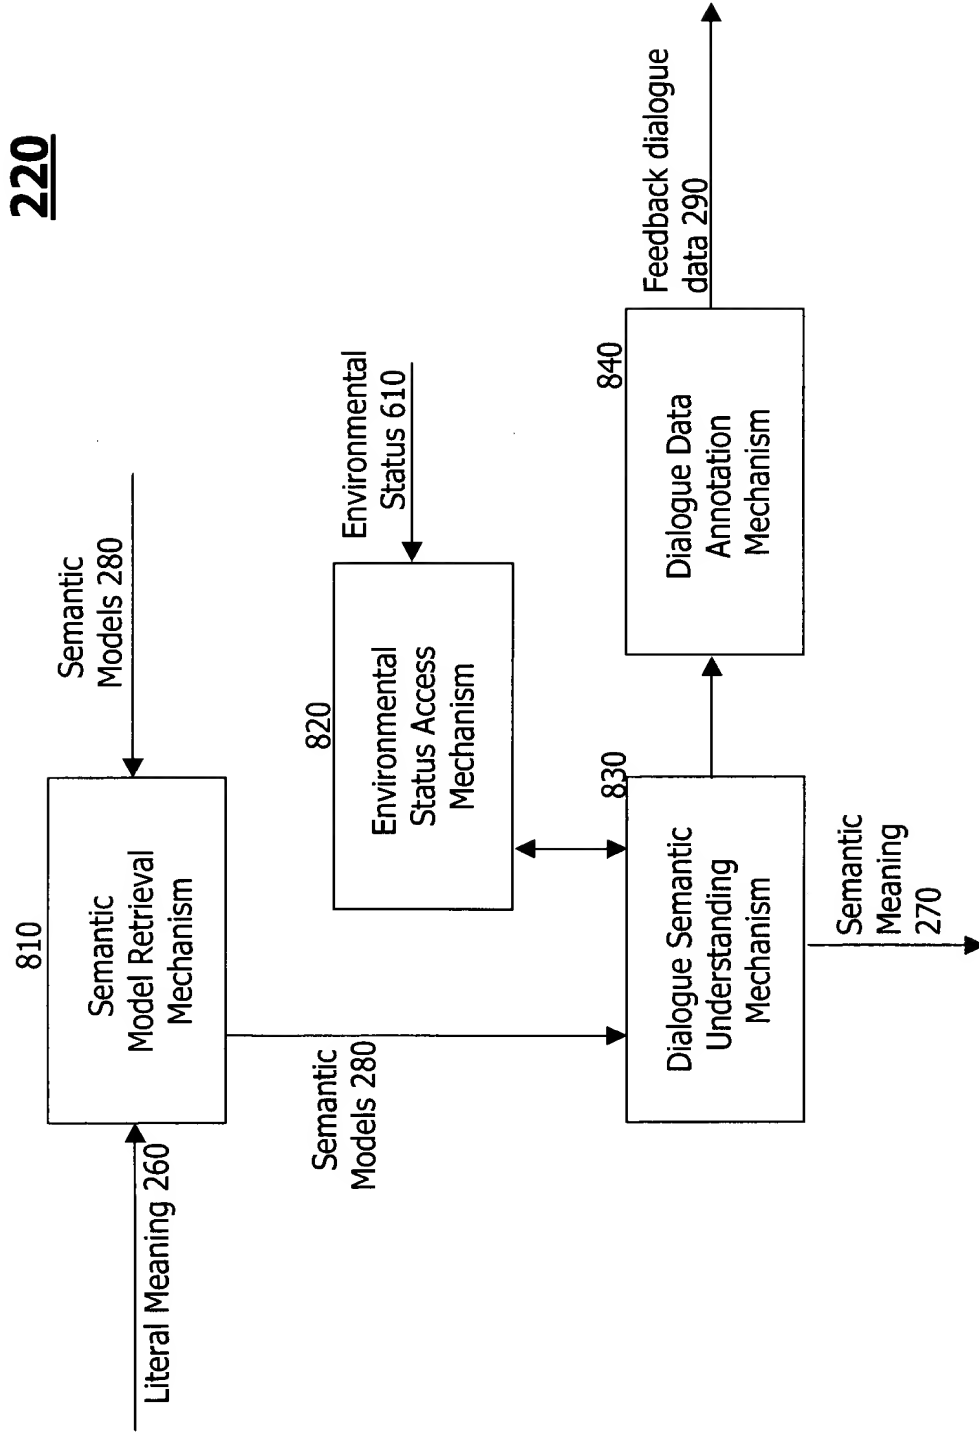 220
810
Semantic
Model Retrieval
Mechanism
Literal Meaning 260
Semantic
Models 280
Semantic
Models 280
820
Environmental
Status Access
Mechanism
Environmental
Status 610
830
Dialogue Semantic
Understanding
Mechanism
840
Dialogue Data
Annotation
Mechanism
Feedback dialogue
data 290
Semantic
Meaning
270